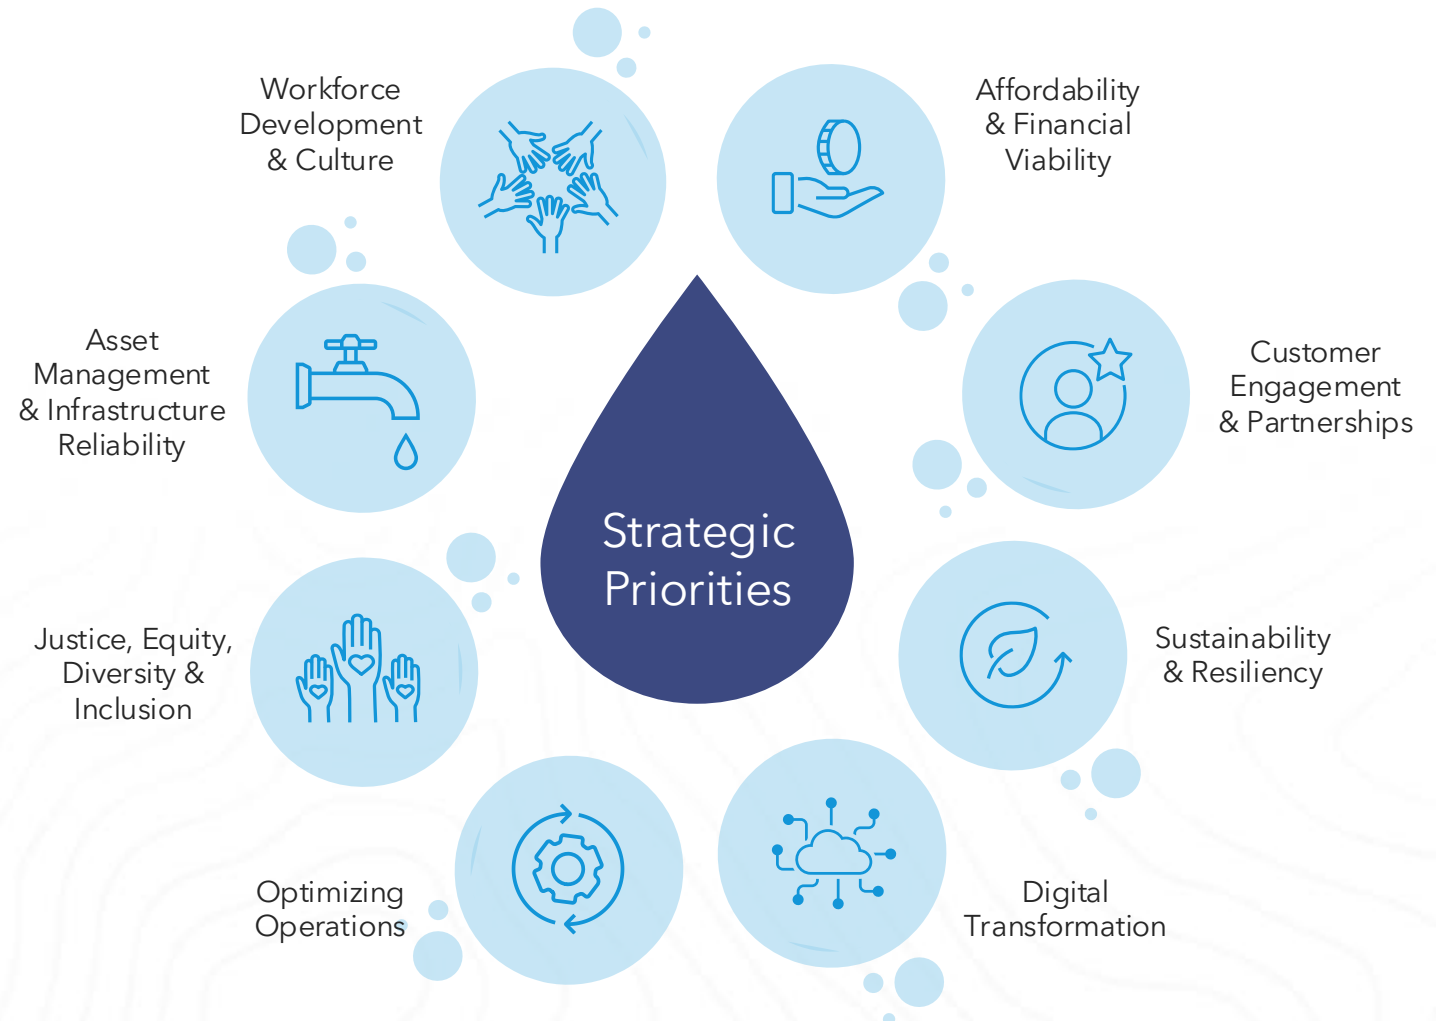 Workforce
Development
& Culture
Affordability
& Financial
Viability
Asset
Management
& Infrastructure
Reliability
Customer
Engagement
& Partnerships
Strategic
Priorities
Justice, Equity,
Diversity &
Inclusion
Sustainability
& Resiliency
Optimizing
Operations
Digital
Transformation